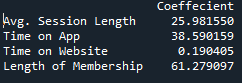 Coeffecient
Avg. Session Length 25.981550
Time on App 38.590159
Time on Website 0.190405
Length of Membership 61.279097